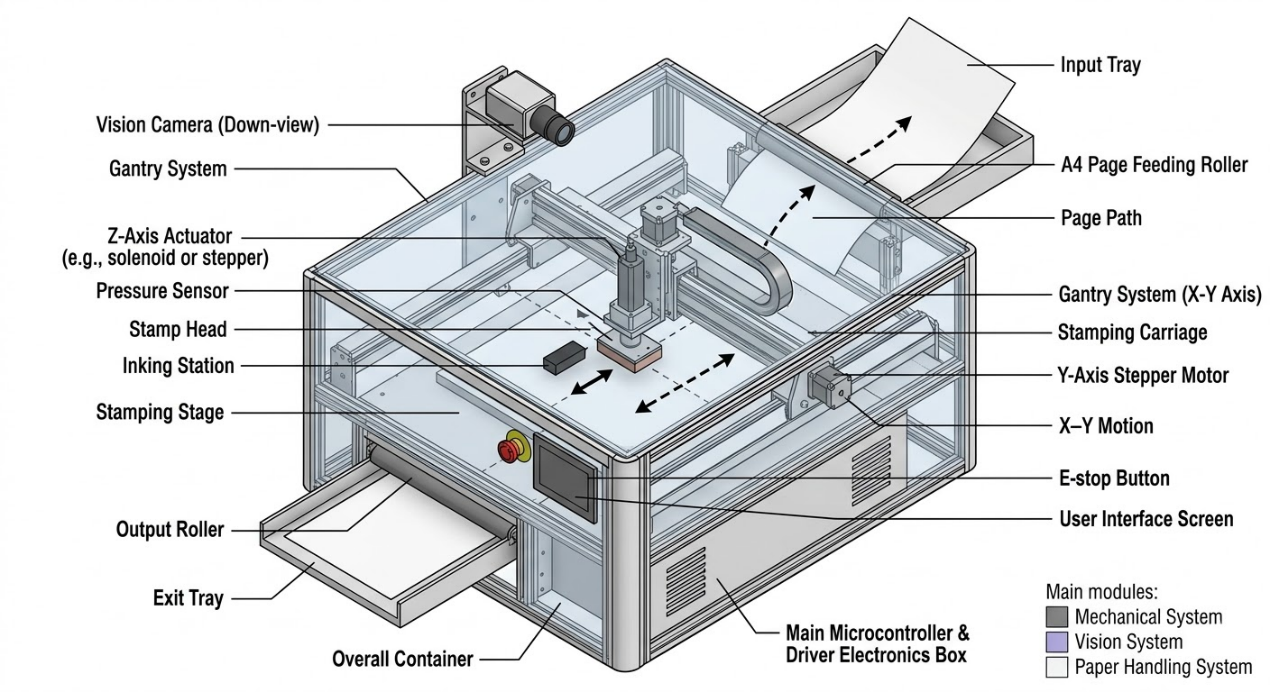 Vision Camera (Down-view)
Gantry System
Z-Axis Actuator
(e.g., solenoid or stepper)
Pressure Sensor
Stamp Head
Inking Station
Stamping Stage
Output Roller
Exit Tray
Overall Container
Input Tray
A4 Page Feeding Roller
Page Path
Gantry System (X-Y Axis)
Stamping Carriage
Y-Axis Stepper Motor
X–Y Motion
E-stop Button
User Interface Screen
Main Microcontroller &
Driver Electronics Box
Main modules:
Mechanical System
Vision System
Paper Handling System